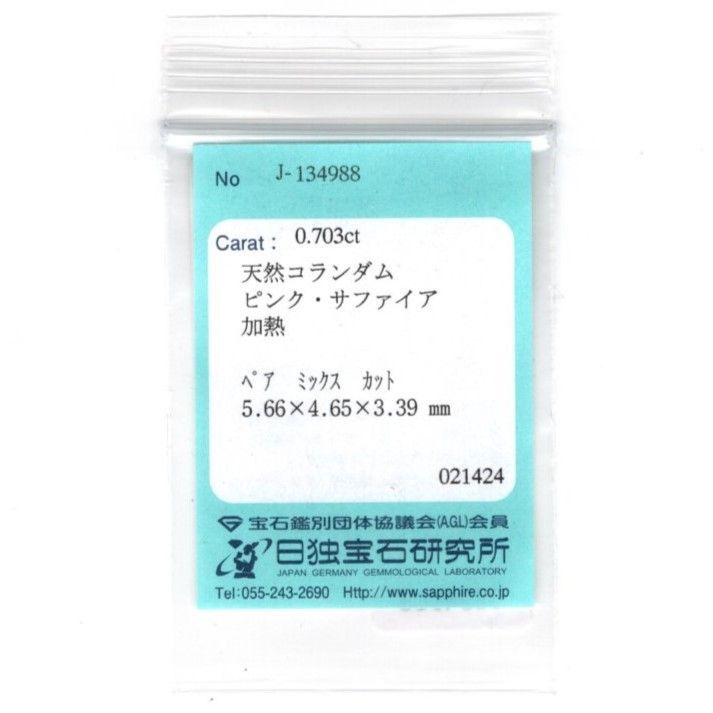 No J-134988
Carat : 0.703ct
天然コランダム
ピンク・サファイア
加熱
ﾍﾟｱ ﾐｯｸｽ ｶｯﾄ
5.66×4.65×3.39 mm
021424
宝石鑑別団体協議会(AGL)会員
日独宝石研究所
JAPAN GERMANY GEMMOLOGICAL LABORATORY
Tel:055-243-2690 Http://www.sapphire.co.jp